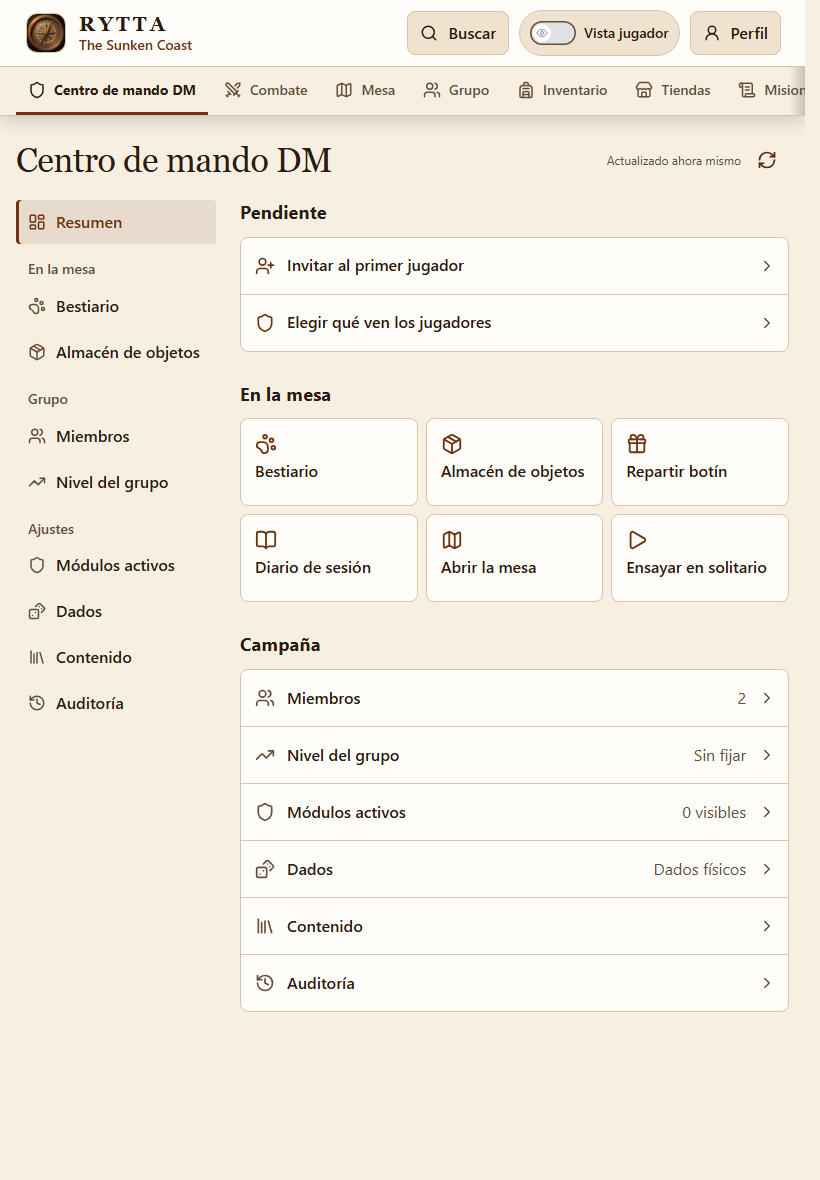 RYTTA
The Sunken Coast
Buscar
Vista jugador
Perfil
Centro de mando DM
Combate
Mesa
Grupo
Inventario
Tiendas
Mision
Centro de mando DM
Actualizado ahora mismo
Resumen
En la mesa
Bestiario
Almacén de objetos
Grupo
Miembros
Nivel del grupo
Ajustes
Módulos activos
Dados
Contenido
Auditoría
Pendiente
Invitar al primer jugador
Elegir qué ven los jugadores
En la mesa
Bestiario
Almacén de objetos
Repartir botín
Diario de sesión
Abrir la mesa
Ensayar en solitario
Campaña
Miembros 2
Nivel del grupo Sin fijar
Módulos activos 0 visibles
Dados Dados físicos
Contenido
Auditoría